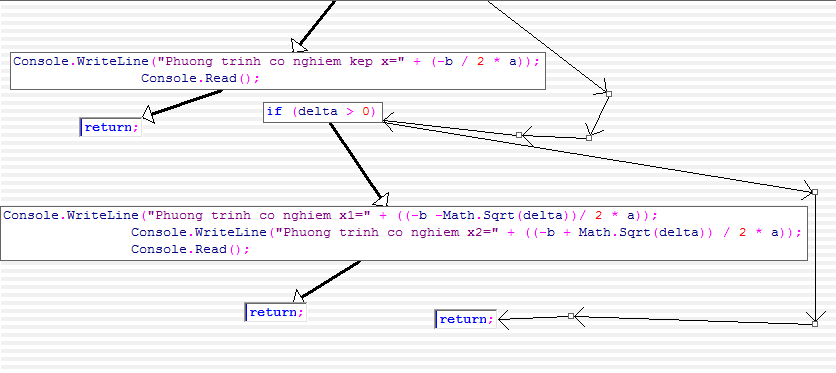 Console.WriteLine("Phuong trinh co nghiem kep x=" + (-b / 2 * a));
Console.Read();
return;
if (delta > 0)
Console.WriteLine("Phuong trinh co nghiem x1=" + ((-b -Math.Sqrt(delta))/ 2 * a));
Console.WriteLine("Phuong trinh co nghiem x2=" + ((-b + Math.Sqrt(delta)) / 2 * a));
Console.Read();
return;
return;